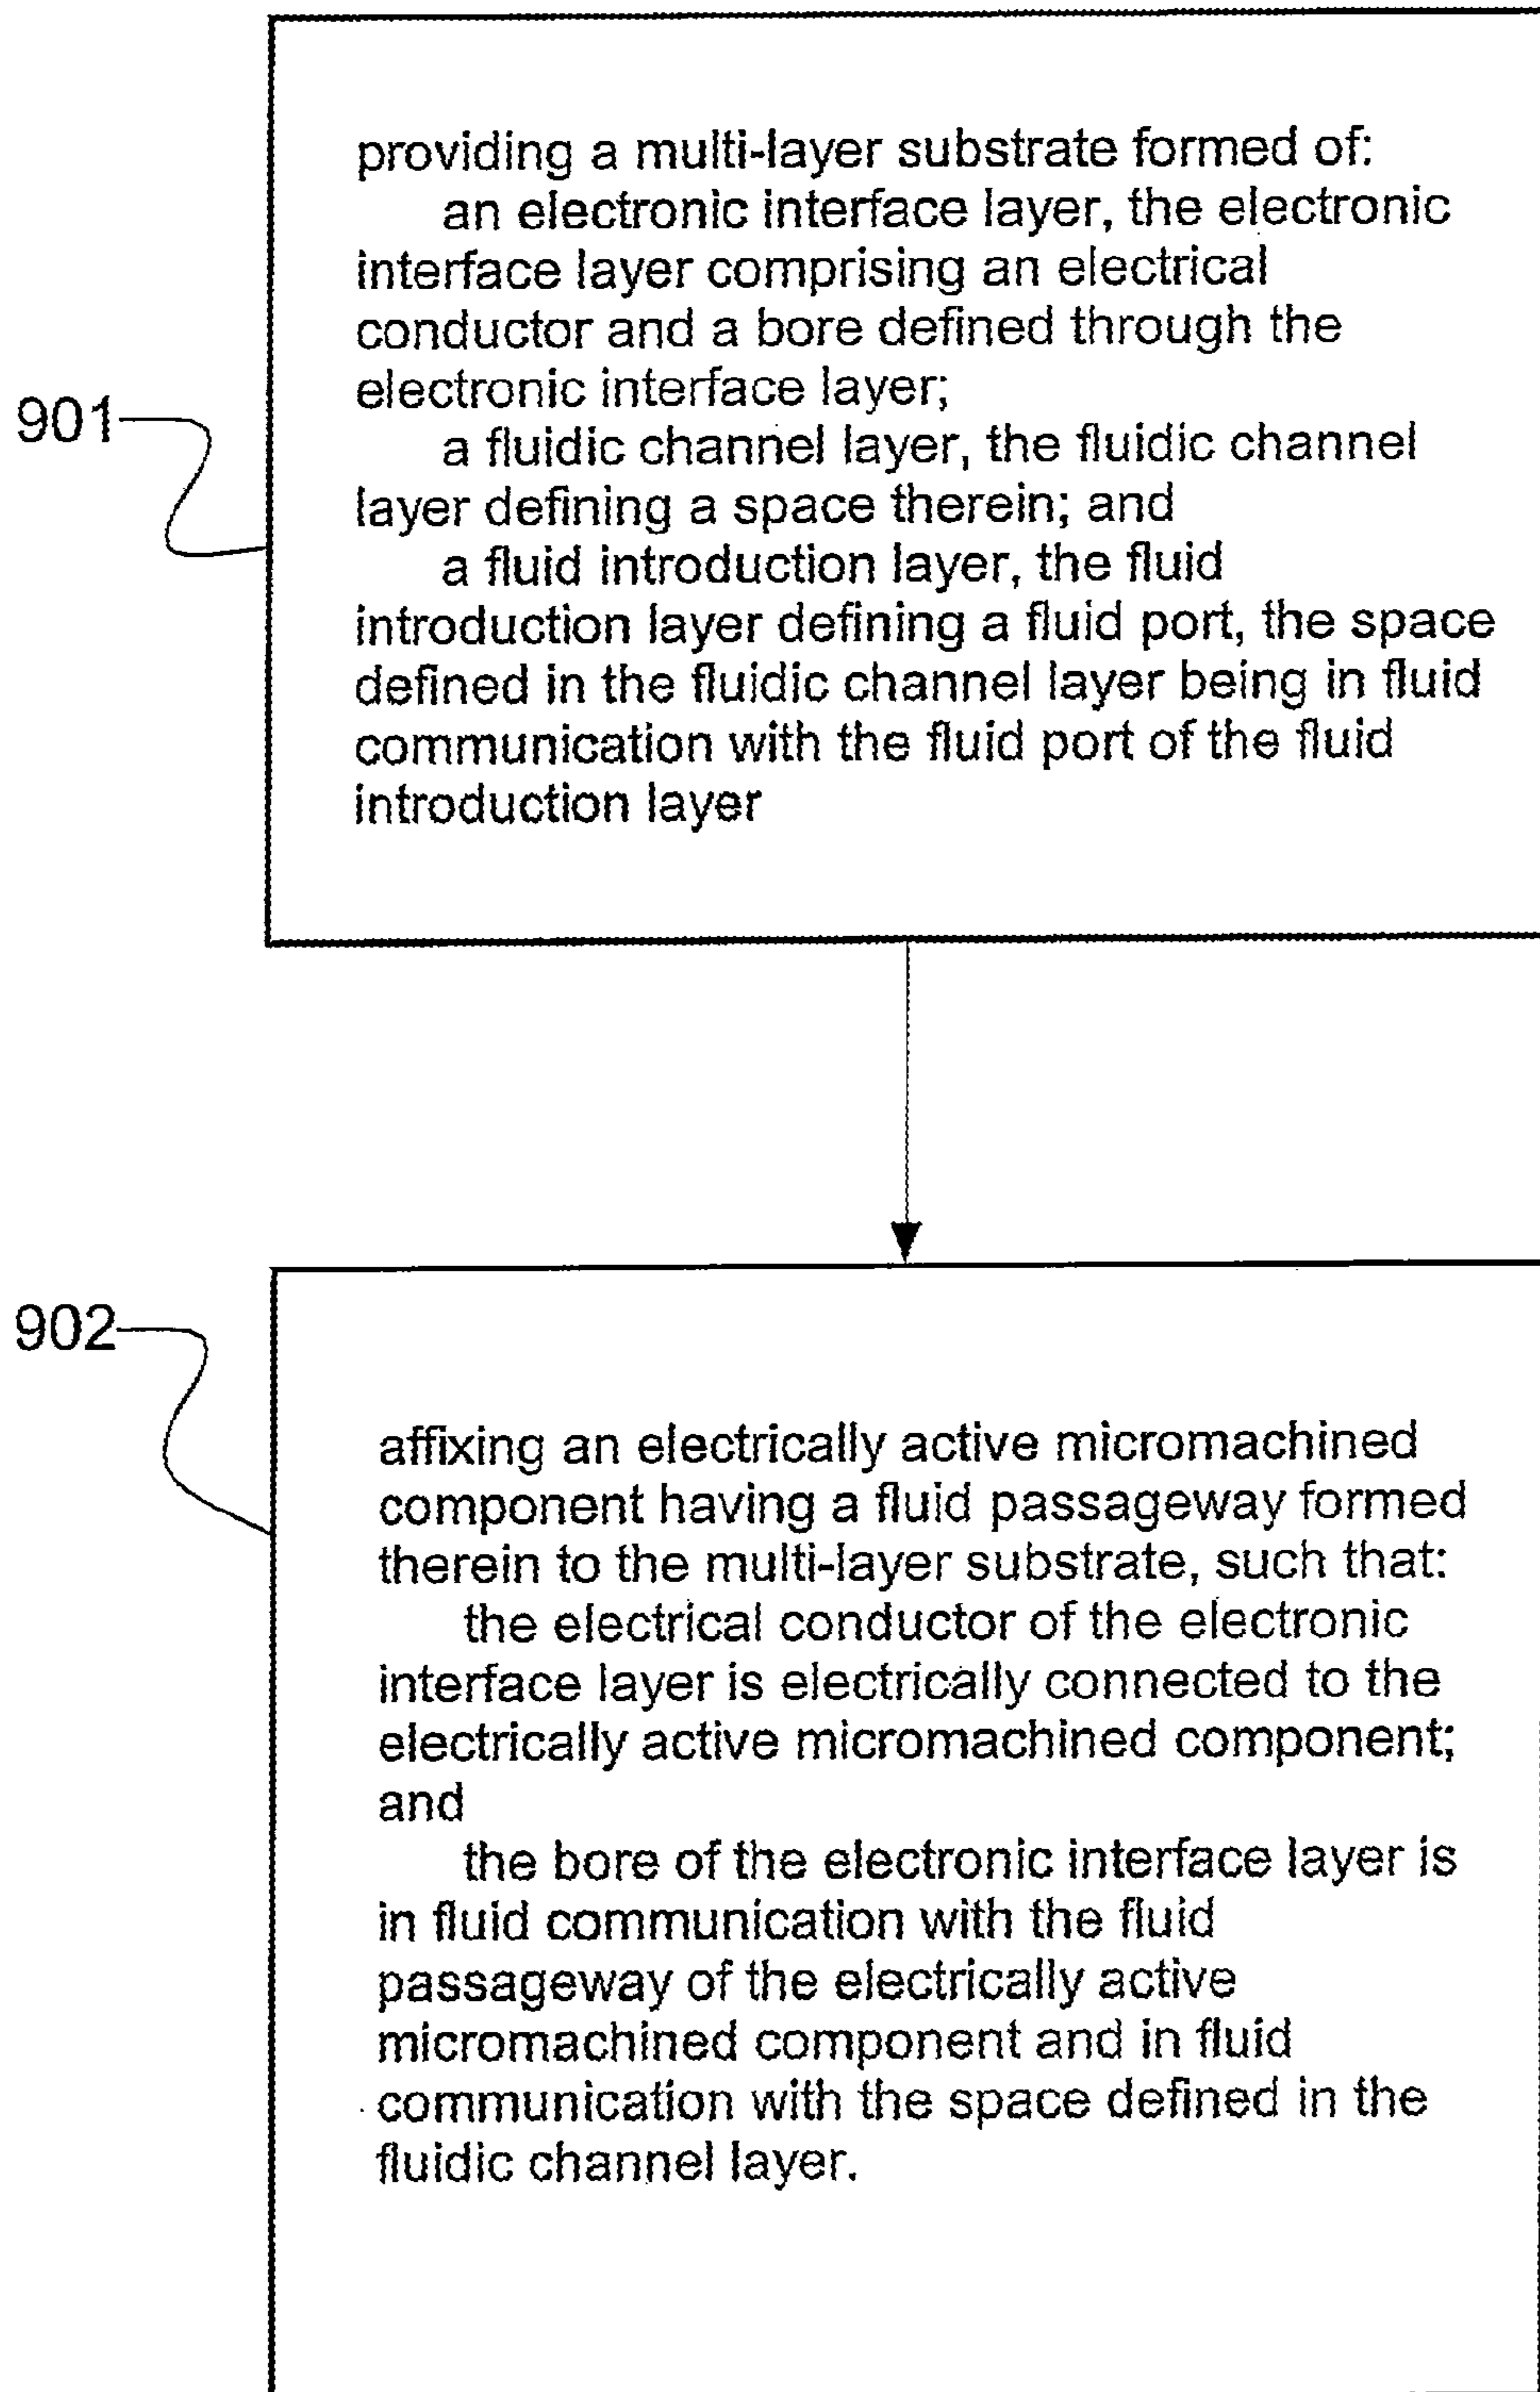 providing a multi-layer substrate formed of:
an electronic interface layer, the electronic
interface layer comprising an electrical
conductor and a bore defined through the
electronic interface layer;
901
a fluidic channel layer, the fluidic channel
layer defining a space therein; and
a fluid introduction layer, the fluid
introduction layer defining a fluid port, the space
defined in the fluidic channel layer being in fluid
communication with the fluid port of the fluid
introduction layer
902
affixing an electrically active micromachined
component having a fluid passageway formed
therein to the multi-layer substrate, such that:
the electrical conductor of the electronic
interface layer is electrically connected to the
electrically active micromachined component;
and
the bore of the electronic interface layer is
in fluid communication with the fluid
passageway of the electrically active
micromachined component and in fluid
communication with the space defined in the
fluidic channel layer.